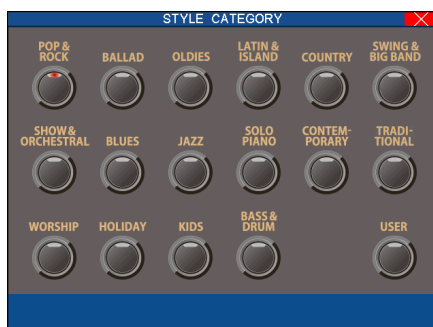 STYLE CATEGORY
POP &
ROCK
BALLAD
OLDIES
LATIN &
ISLAND
COUNTRY
SWING &
BIG BAND
SHOW &
ORCHESTRAL
BLUES
JAZZ
SOLO
PIANO
CONTEM-
PORARY
TRADI-
TIONAL
WORSHIP
HOLIDAY
KIDS
BASS &
DRUM
USER